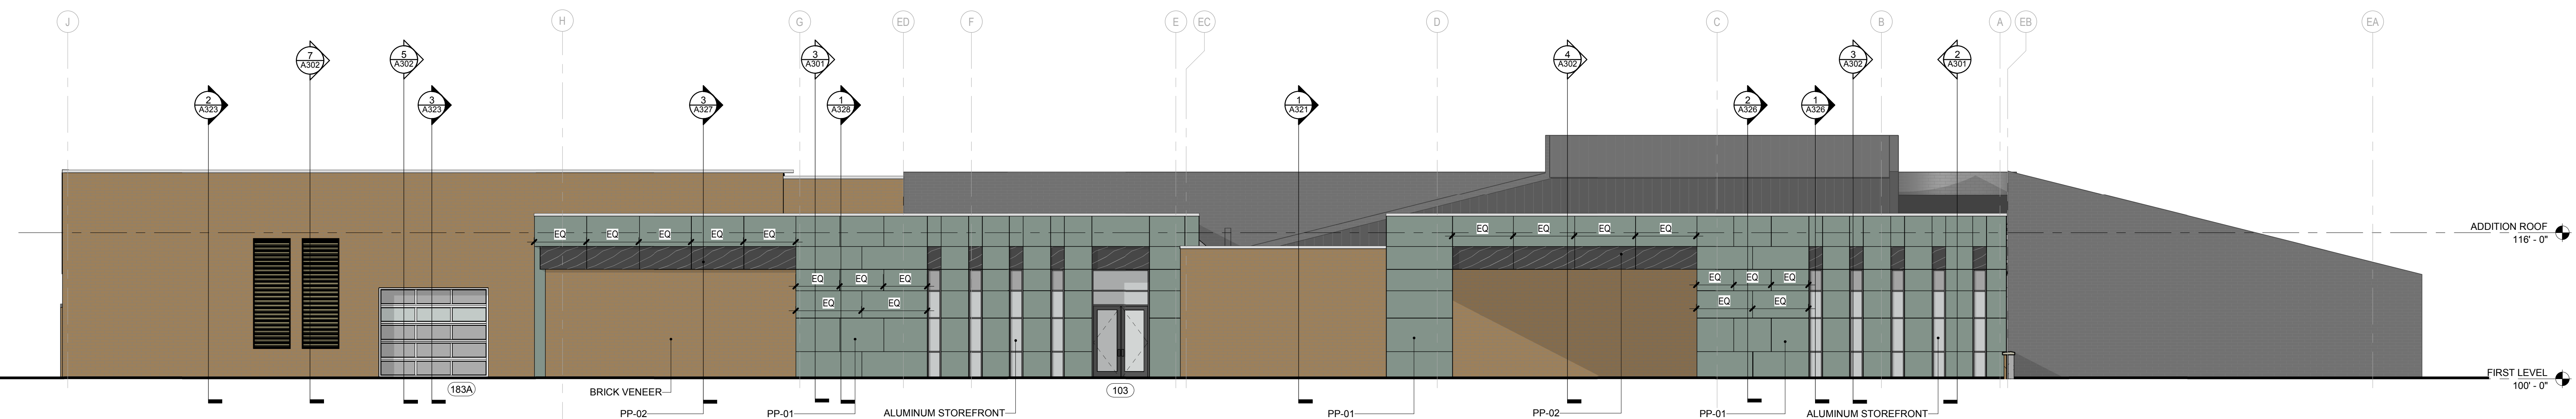 J
H
G
ED
F
E
EC
D
C
B
A
EB
EA
7
A302
5
A302
3
A301
4
A302
3
A302
2
A301
2
A323
3
A323
3
A327
1
A328
1
A321
2
A326
1
A326
ADDITION ROOF
116' - 0"
EQ EQ EQ EQ EQ
EQ EQ EQ EQ
EQ EQ EQ
EQ EQ EQ
EQ EQ
EQ EQ
FIRST LEVEL
100' - 0"
183A
BRICK VENEER
103
PP-02
PP-01
ALUMINUM STOREFRONT
PP-01
PP-02
PP-01
ALUMINUM STOREFRONT